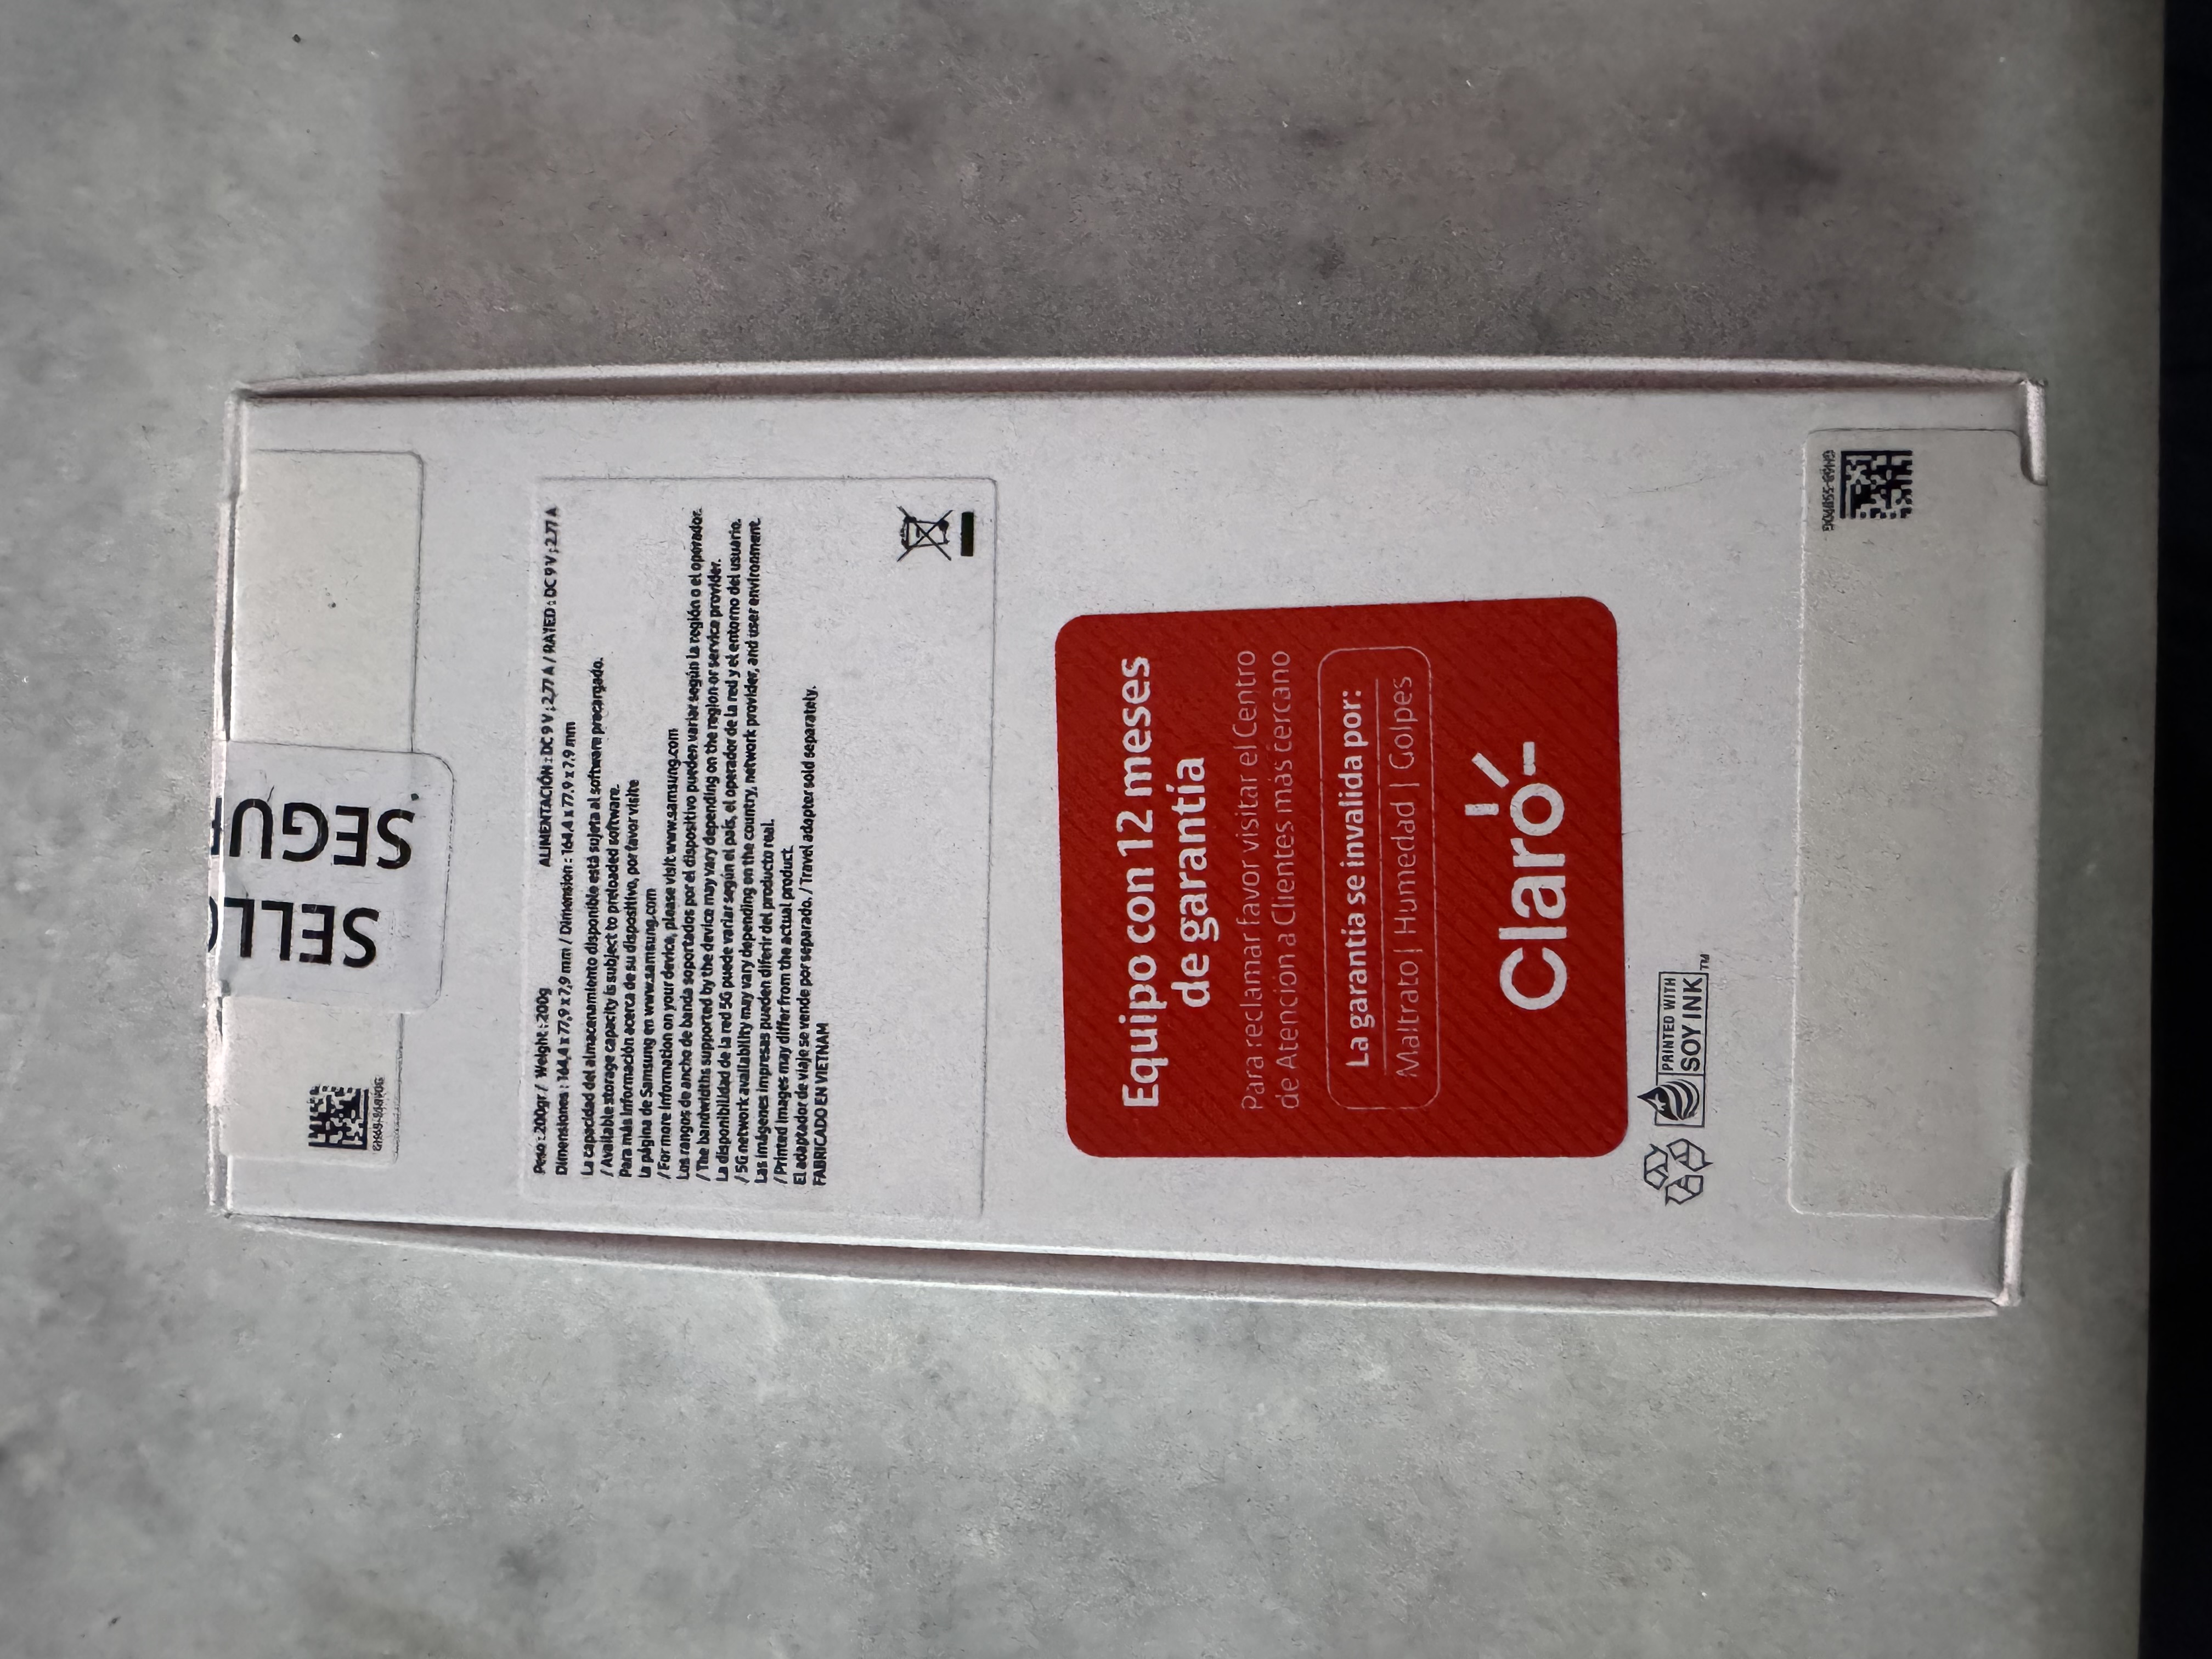 SELLO
SEGU
GH68-56890G
Peso : 200gr / Weight : 200g ALIMENTACIÓN : DC 9 V ; 2,77 A / RATED : DC 9 V ; 2.77 A
Dimensiones : 164,4 x 77,9 x 7,9 mm / Dimension : 164.4 x 77.9 x 7.9 mm
La capacidad del almacenamiento disponible está sujeta al software precargado.
/ Available storage capacity is subject to preloaded software.
Para más información acerca de su dispositivo, por favor visite
la página de Samsung en www.samsung.com
/ For more information on your device, please visit www.samsung.com
Los rangos de ancho de banda soportados por el dispositivo pueden variar según la región o el operador.
/ The bandwidths supported by the device may vary depending on the region or service provider.
La disponibilidad de la red 5G puede variar según el país, el operador de la red y el entorno del usuario.
/ 5G network availability may vary depending on the country, network provider, and user environment.
Las imágenes impresas pueden diferir del producto real.
/ Printed images may differ from the actual product.
El adaptador de viaje se vende por separado. / Travel adapter sold separately.
FABRICADO EN VIETNAM
Equipo con 12 meses
de garantía
Para reclamar favor visitar el Centro
de Atención a Clientes más cercano
La garantía se invalida por:
Maltrato | Humedad | Golpes
Claro
PRINTED WITH
SOY INK™